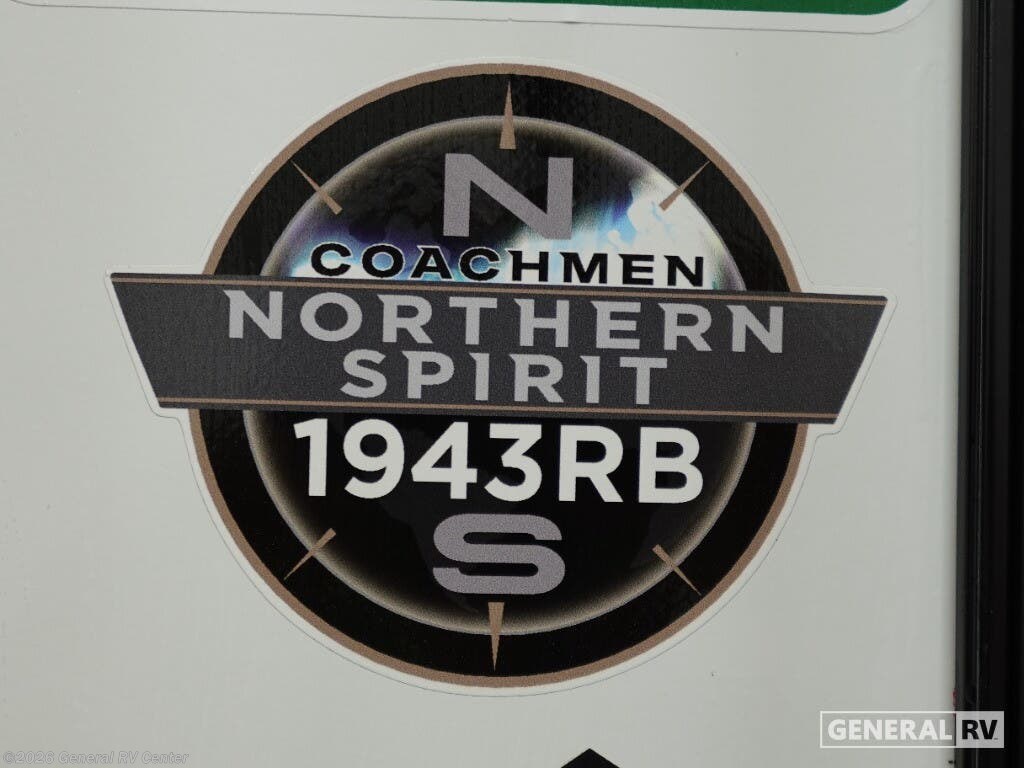 N
COACHMEN
NORTHERN
SPIRIT
1943RB
S
GENERAL RV
©2026 General RV Center